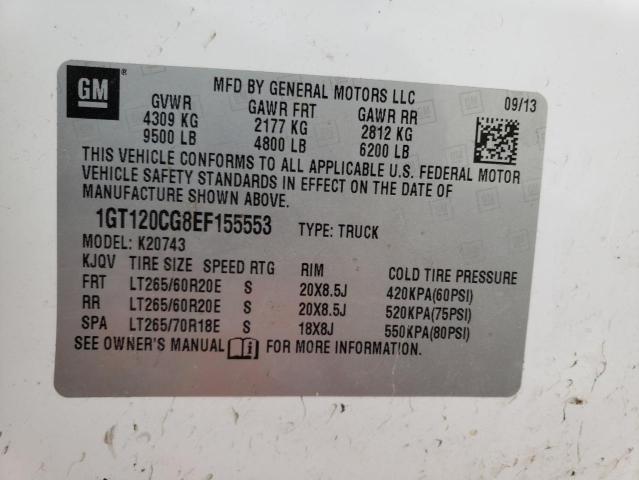 GM
MFD BY GENERAL MOTORS LLC
09/13
GVWR GAWR FRT GAWR RR
4309 KG 2177 KG 2812 KG
9500 LB 4800 LB 6200 LB
THIS VEHICLE CONFORMS TO ALL APPLICABLE U.S. FEDERAL MOTOR
VEHICLE SAFETY STANDARDS IN EFFECT ON THE DATE OF
MANUFACTURE SHOWN ABOVE.
1GT120CG8EF155553 TYPE: TRUCK
MODEL: K20743
KJQV TIRE SIZE SPEED RTG RIM COLD TIRE PRESSURE
FRT LT265/60R20E S 20X8.5J 420KPA(60PSI)
RR LT265/60R20E S 20X8.5J 520KPA(75PSI)
SPA LT265/70R18E S 18X8J 550KPA(80PSI)
SEE OWNER'S MANUAL FOR MORE INFORMATION.